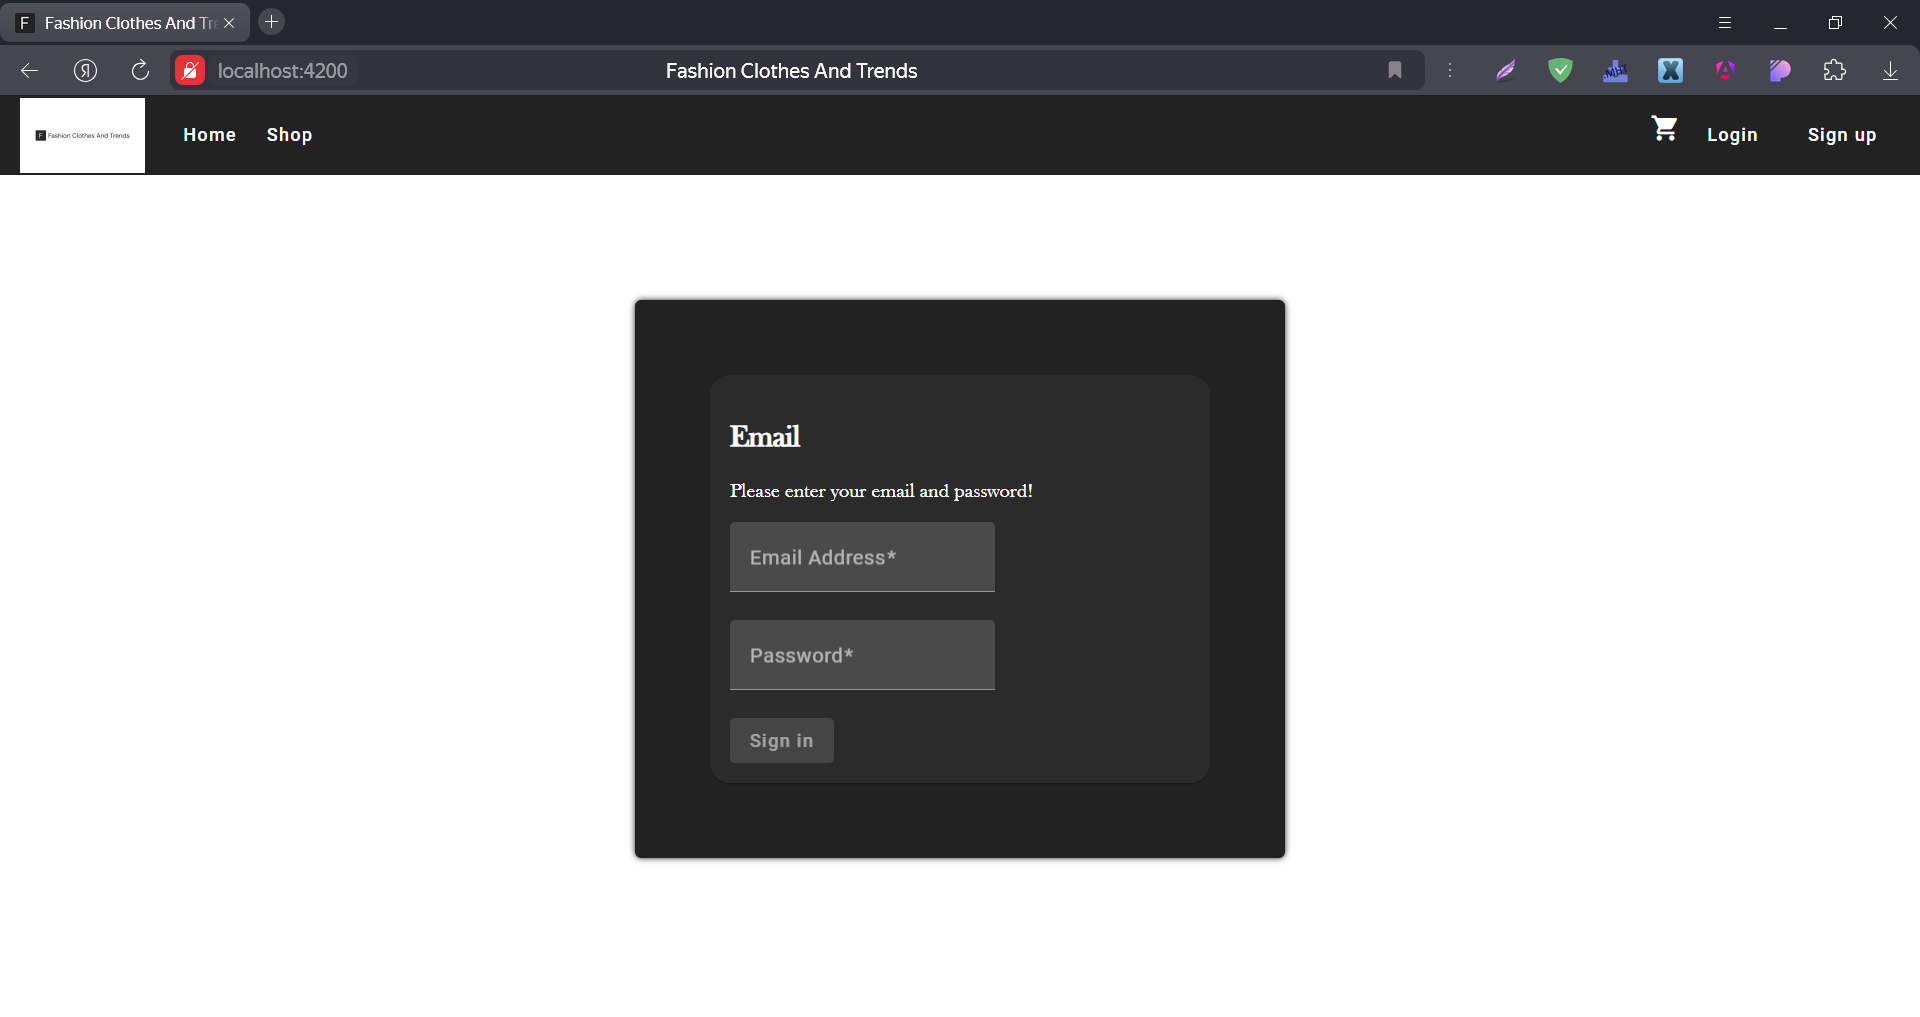 F Fashion Clothes And Tr
Я localhost:4200 Fashion Clothes And Trends
F Fashion Clothes And Trends Home Shop Login Sign up
Email
Please enter your email and password!
Email Address*
Password*
Sign in